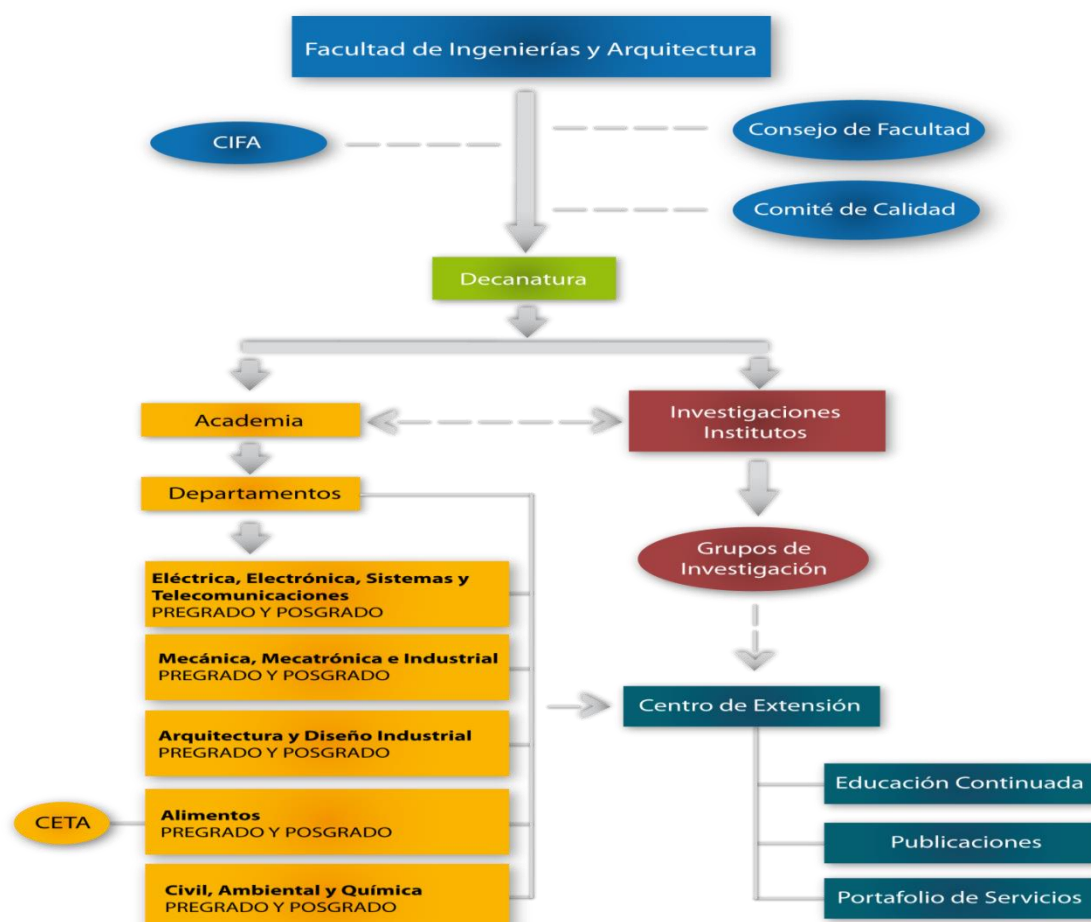 Facultad de Ingenierías y Arquitectura
CIFA
Consejo de Facultad
Comité de Calidad
Decanatura
Academia
Investigaciones
Institutos
Departamentos
Grupos de
Investigación
Eléctrica, Electrónica, Sistemas y
Telecomunicaciones
PREGRADO Y POSGRADO
Mecánica, Mecatrónica e Industrial
PREGRADO Y POSGRADO
Centro de Extensión
Arquitectura y Diseño Industrial
PREGRADO Y POSGRADO
Educación Continuada
CETA
Alimentos
PREGRADO Y POSGRADO
Publicaciones
Civil, Ambiental y Química
PREGRADO Y POSGRADO
Portafolio de Servicios